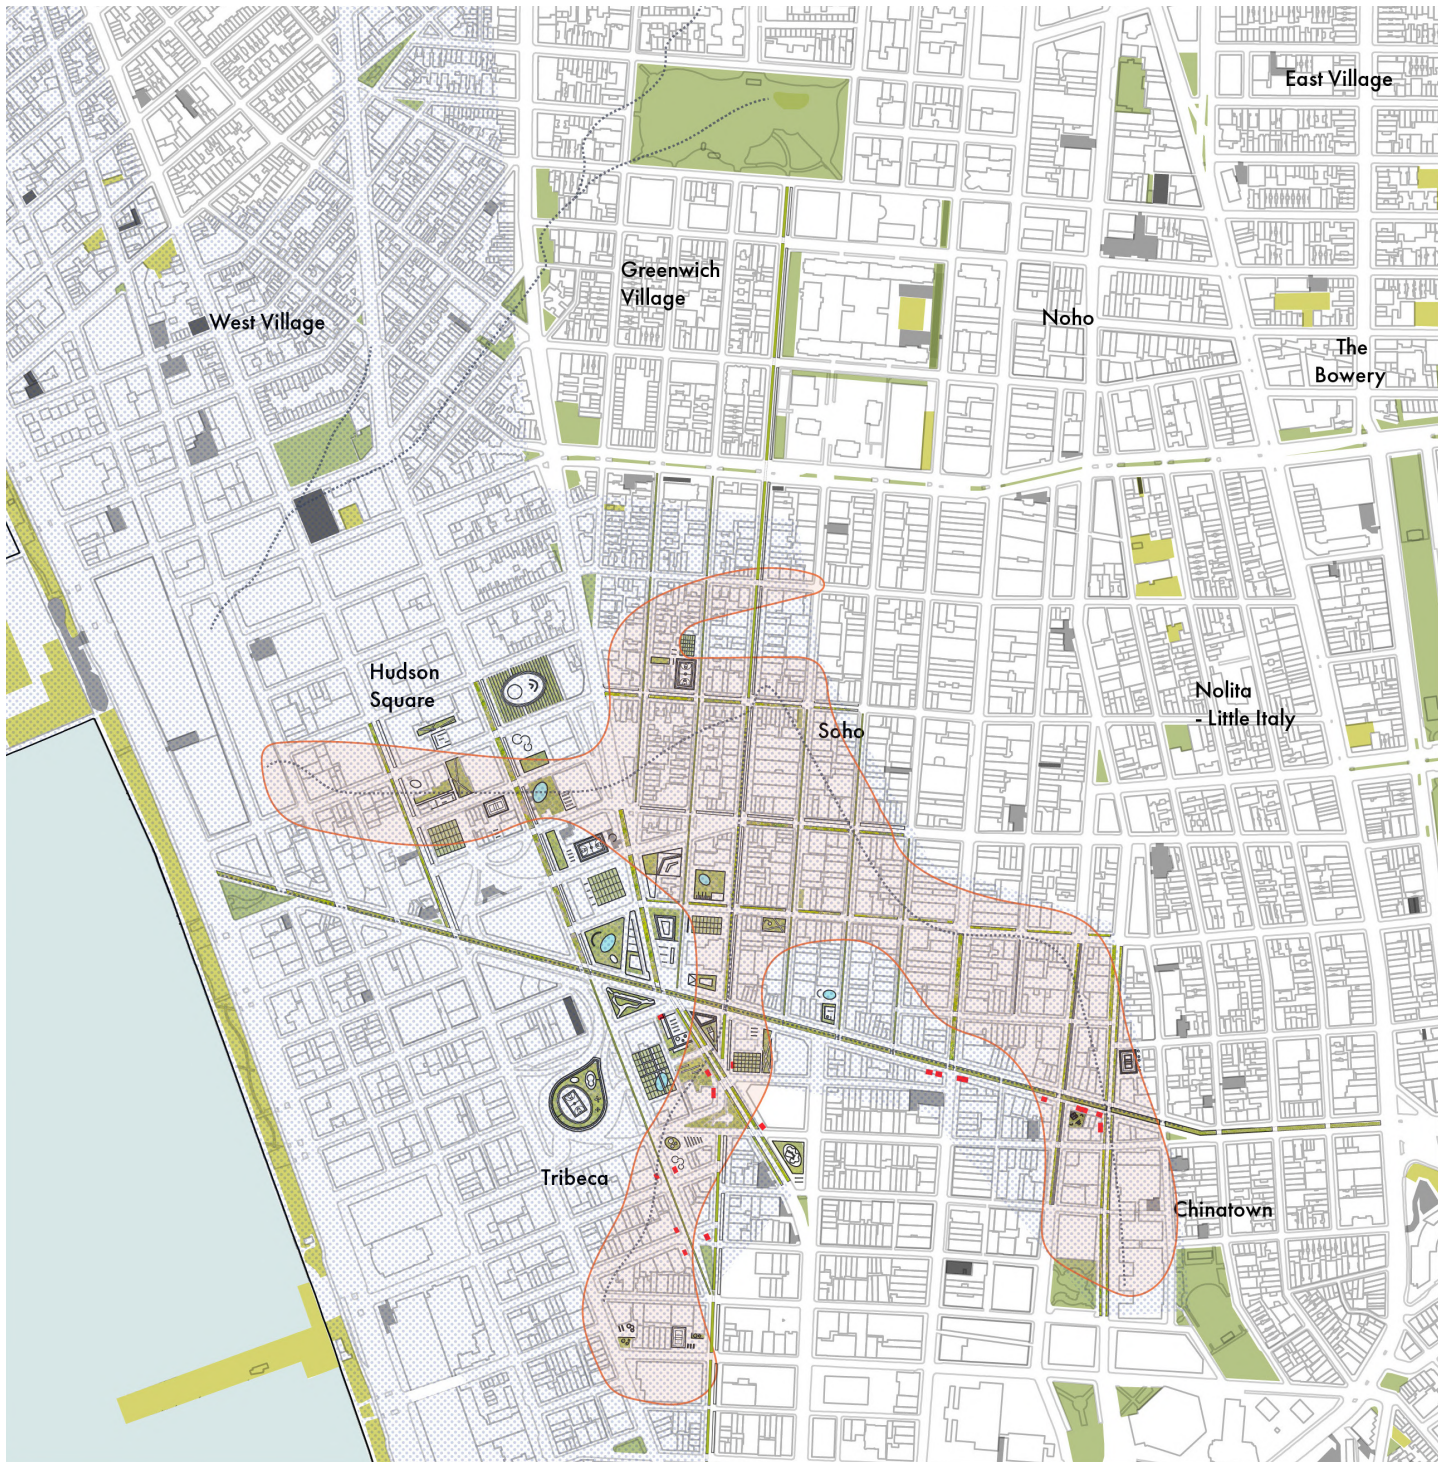 East Village
Greenwich
Village
West Village
Noho
The
Bowery
Hudson
Square
Nolita
- Little Italy
Soho
Tribeca
Chinatown